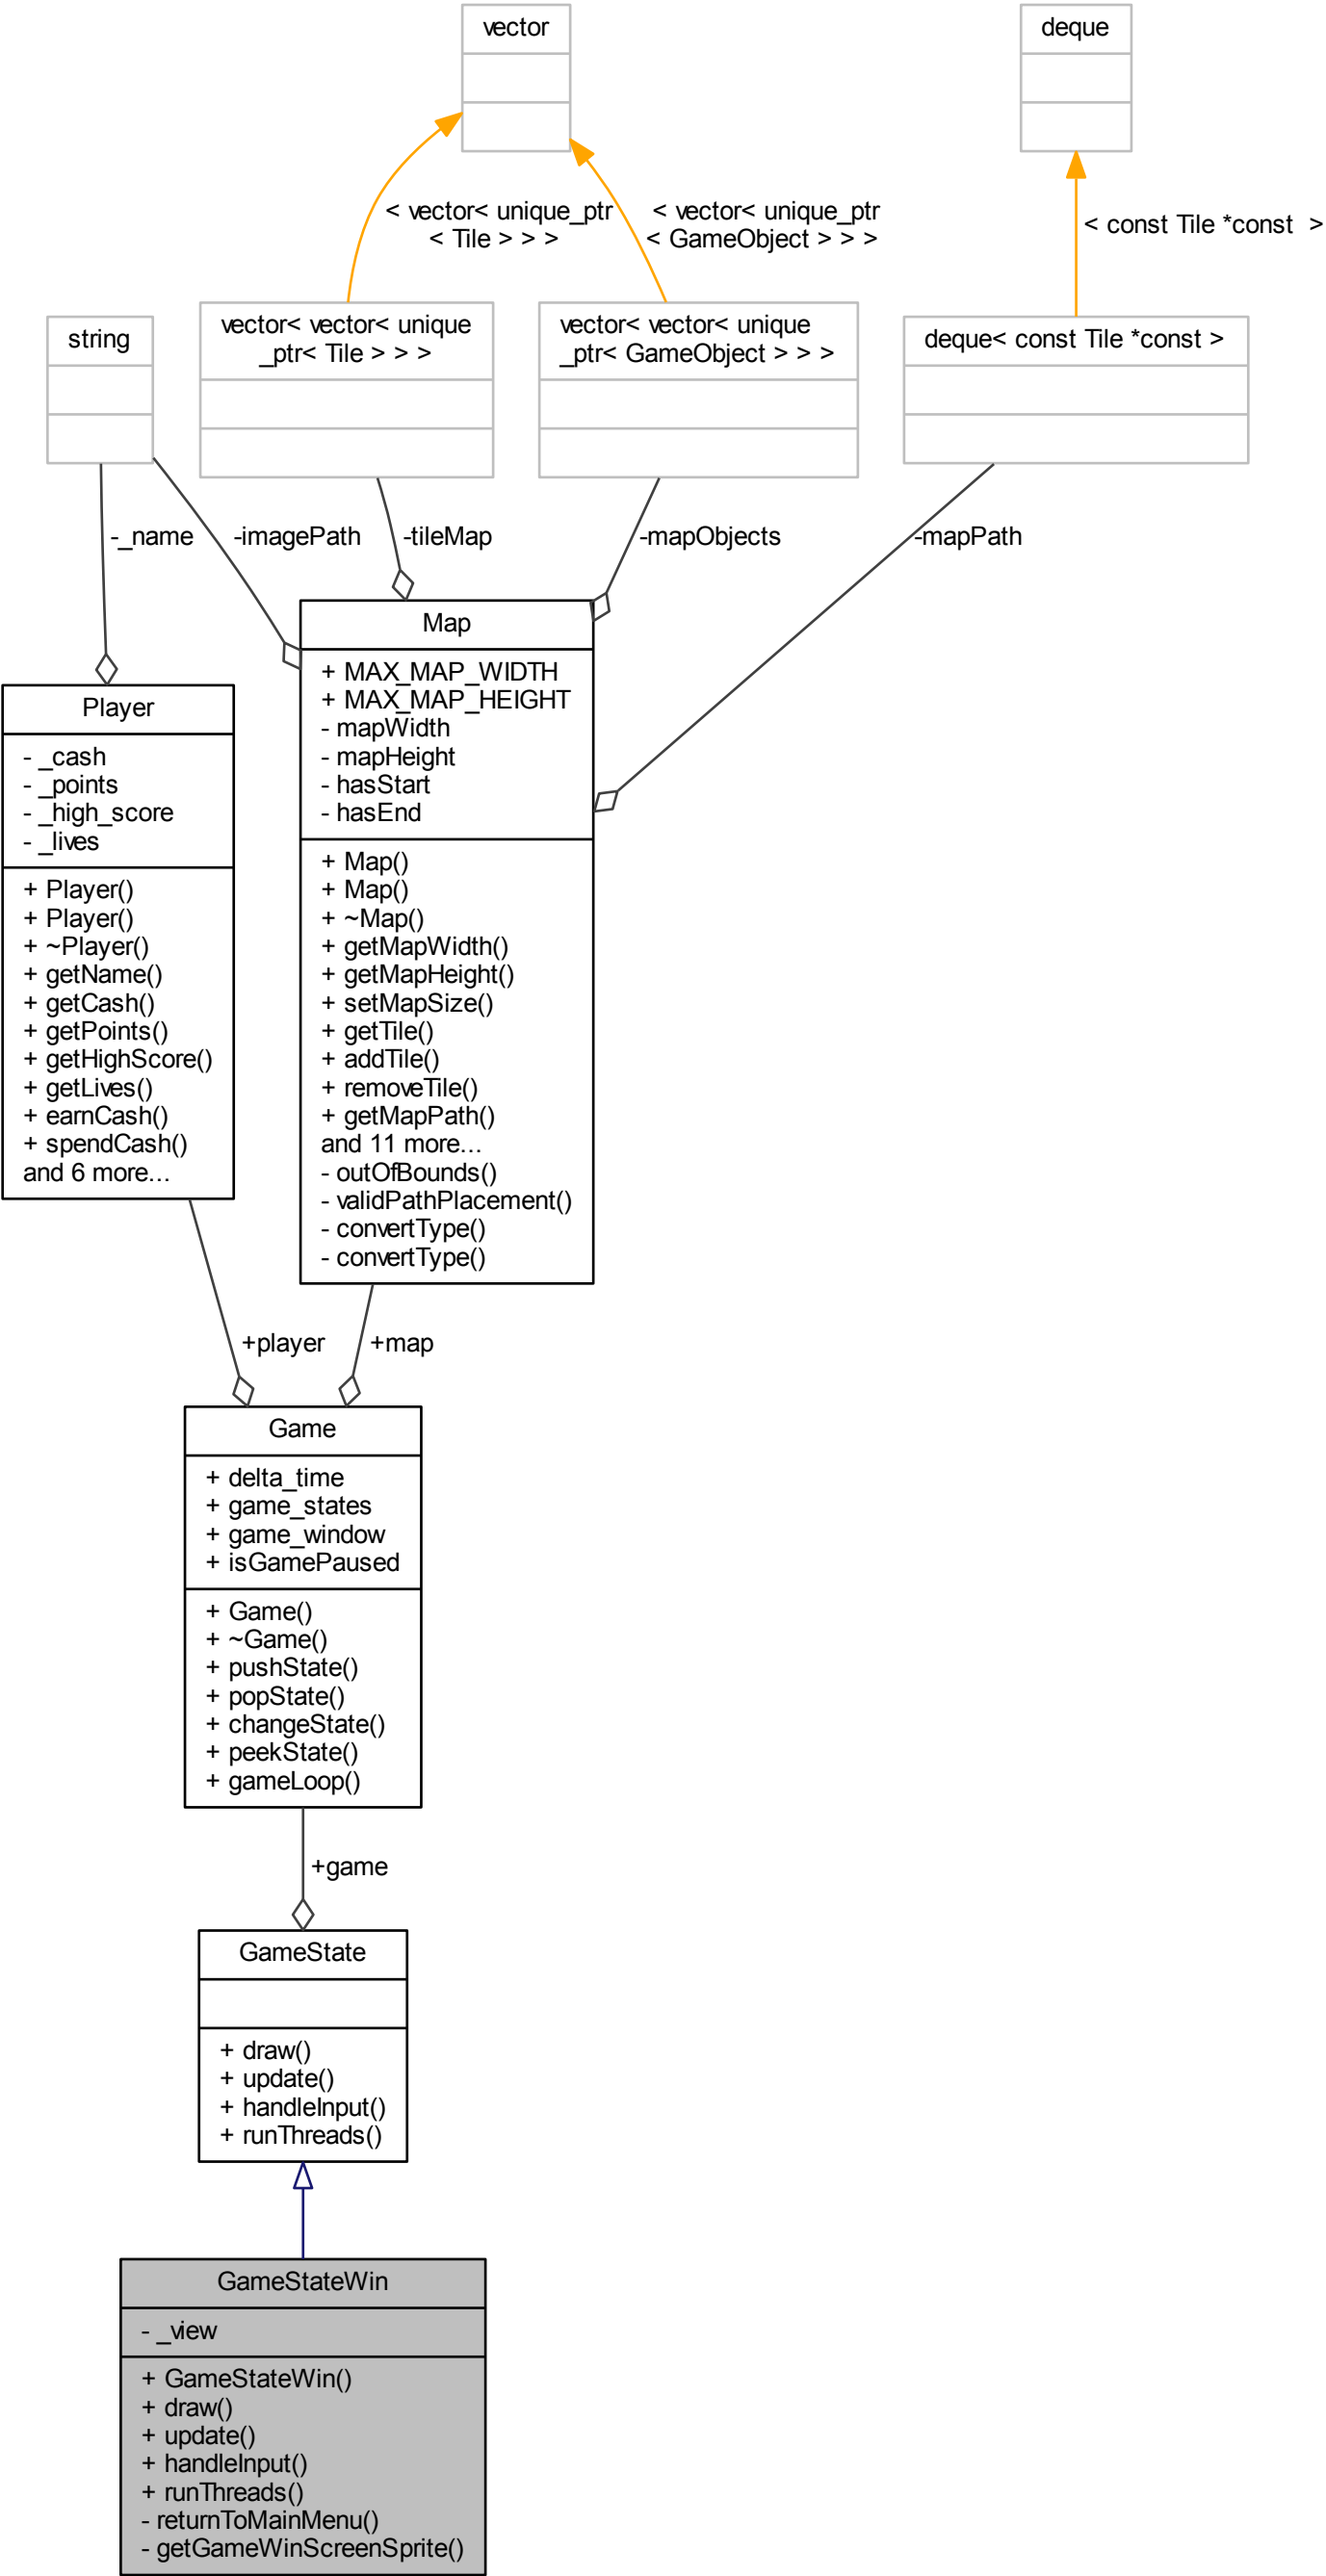 vector
deque
< vector< unique_ptr
< Tile > > >
< vector< unique_ptr
< GameObject > > >
< const Tile *const >
string
vector< vector< unique
_ptr< Tile > > >
vector< vector< unique
_ptr< GameObject > > >
deque< const Tile *const >
-_name
-imagePath
-tileMap
-mapObjects
-mapPath
Player
- _cash
- _points
- _high_score
- _lives
+ Player()
+ Player()
+ ~Player()
+ getName()
+ getCash()
+ getPoints()
+ getHighScore()
+ getLives()
+ earnCash()
+ spendCash()
and 6 more...
Map
+ MAX_MAP_WIDTH
+ MAX_MAP_HEIGHT
- mapWidth
- mapHeight
- hasStart
- hasEnd
+ Map()
+ Map()
+ ~Map()
+ getMapWidth()
+ getMapHeight()
+ setMapSize()
+ getTile()
+ addTile()
+ removeTile()
+ getMapPath()
and 11 more...
- outOfBounds()
- validPathPlacement()
- convertType()
- convertType()
+player
+map
Game
+ delta_time
+ game_states
+ game_window
+ isGamePaused
+ Game()
+ ~Game()
+ pushState()
+ popState()
+ changeState()
+ peekState()
+ gameLoop()
+game
GameState
+ draw()
+ update()
+ handleInput()
+ runThreads()
GameStateWin
- _view
+ GameStateWin()
+ draw()
+ update()
+ handleInput()
+ runThreads()
- returnToMainMenu()
- getGameWinScreenSprite()